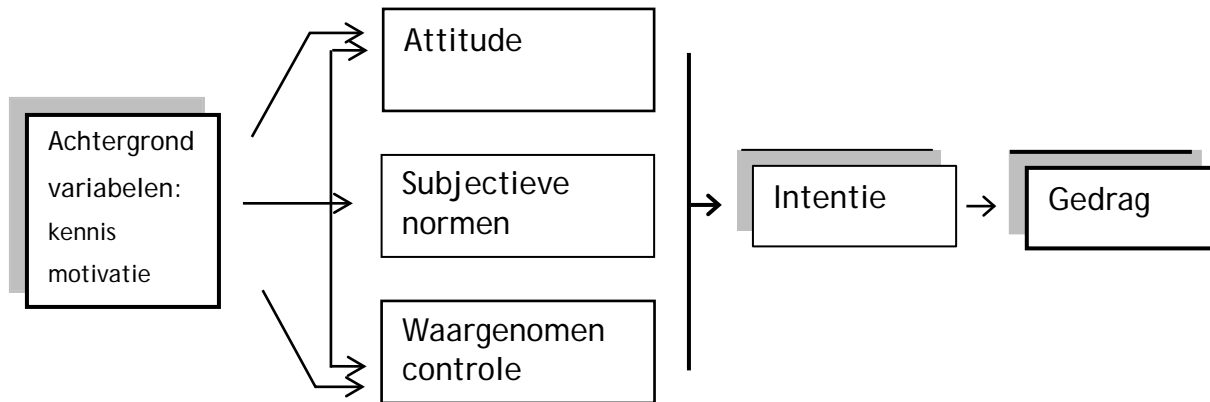 Achtergrond
variabelen:
kennis
motivatie
Attitude
Subjectieve
normen
Waargenomen
controle
Intentie
Gedrag